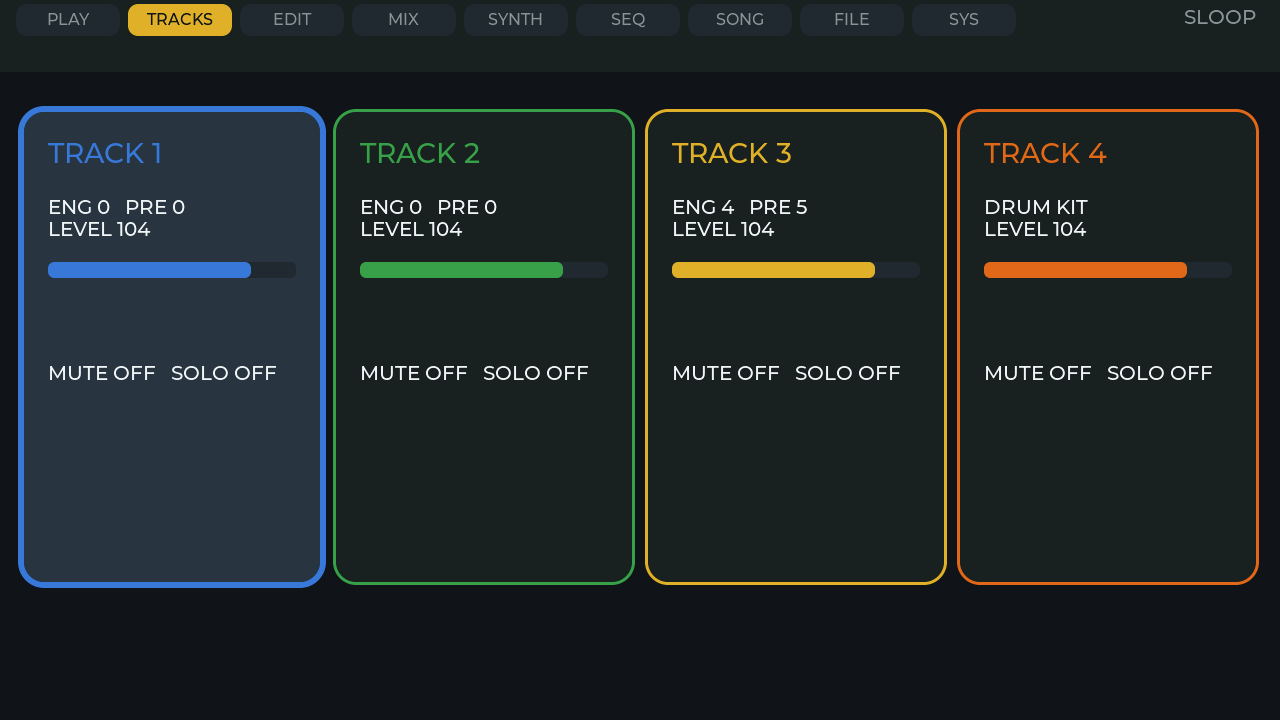 PLAY TRACKS EDIT MIX SYNTH SEQ SONG FILE SYS SLOOP
TRACK 1
ENG 0 PRE 0
LEVEL 104
MUTE OFF SOLO OFF
TRACK 2
ENG 0 PRE 0
LEVEL 104
MUTE OFF SOLO OFF
TRACK 3
ENG 4 PRE 5
LEVEL 104
MUTE OFF SOLO OFF
TRACK 4
DRUM KIT
LEVEL 104
MUTE OFF SOLO OFF